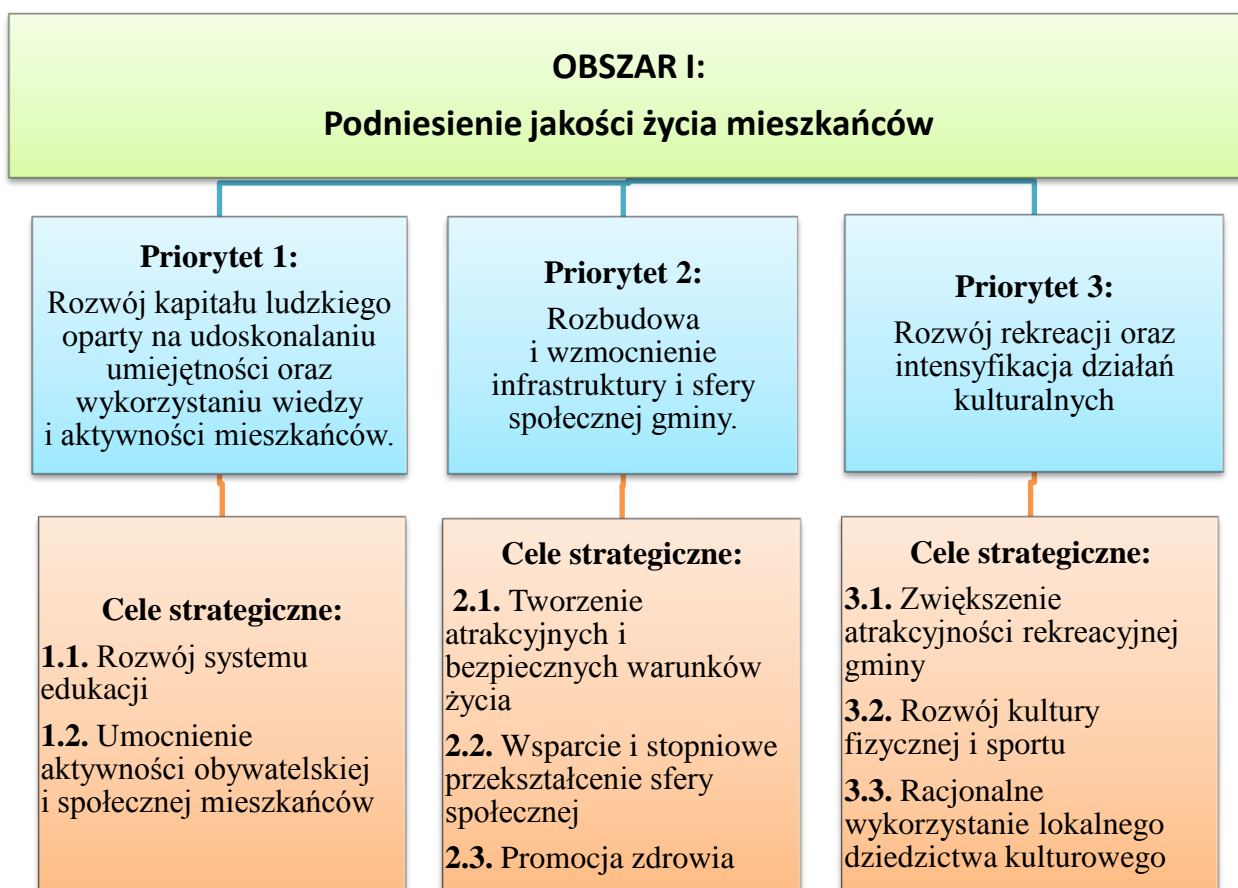 OBSZAR I:
Podniesienie jakości życia mieszkańców
Priorytet 1:
Rozwój kapitału ludzkiego
oparty na udoskonalaniu
umiejętności oraz
wykorzystaniu wiedzy
i aktywności mieszkańców.
Priorytet 2:
Rozbudowa
i wzmocnienie
infrastruktury i sfery
społecznej gminy.
Priorytet 3:
Rozwój rekreacji oraz
intensyfikacja działań
kulturalnych
Cele strategiczne:
1.1. Rozwój systemu
edukacji
1.2. Umocnienie
aktywności obywatelskiej
i społecznej mieszkańców
Cele strategiczne:
2.1. Tworzenie
atrakcyjnych i
bezpiecznych warunków
życia
2.2. Wsparcie i stopniowe
przekształcenie sfery
społecznej
2.3. Promocja zdrowia
Cele strategiczne:
3.1. Zwiększenie
atrakcyjności rekreacyjnej
gminy
3.2. Rozwój kultury
fizycznej i sportu
3.3. Racjonalne
wykorzystanie lokalnego
dziedzictwa kulturowego